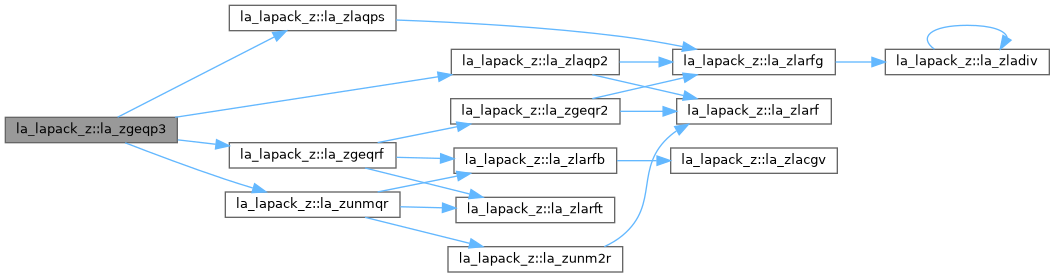 la_lapack_z::la_zgeqp3
la_lapack_z::la_zlaqps
la_lapack_z::la_zlaqp2
la_lapack_z::la_zgeqrf
la_lapack_z::la_zunmqr
la_lapack_z::la_zgeqr2
la_lapack_z::la_zlarfb
la_lapack_z::la_zlarft
la_lapack_z::la_zunm2r
la_lapack_z::la_zlarfg
la_lapack_z::la_zlarf
la_lapack_z::la_zlacgv
la_lapack_z::la_zladiv